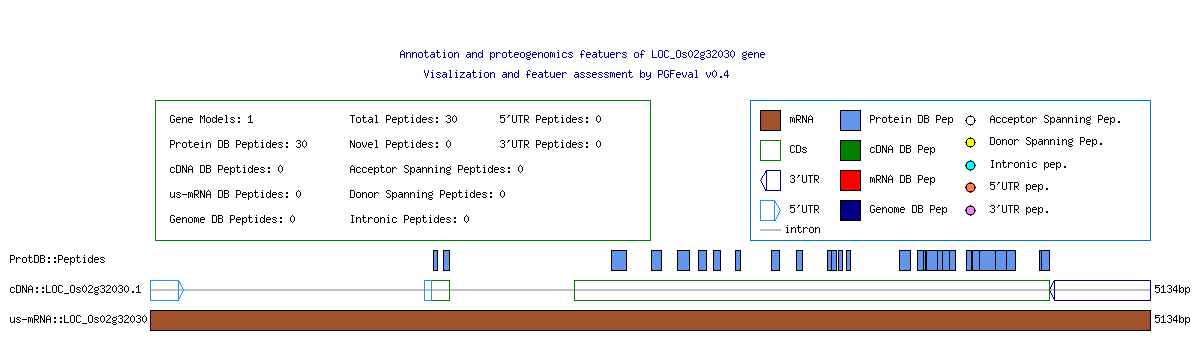 Annotation and proteogenomics featuers of LOC_Os02g32030 gene
Visalization and featuer assessment by PGFeval v0.4
Gene Models: 1 Total Peptides: 30 5'UTR Peptides: 0
Protein DB Peptides: 30 Novel Peptides: 0 3'UTR Peptides: 0
cDNA DB Peptides: 0 Acceptor Spanning Peptides: 0
us-mRNA DB Peptides: 0 Donor Spanning Peptides: 0
Genome DB Peptides: 0 Intronic Peptides: 0
mRNA Protein DB Pep Acceptor Spanning Pep.
CDs cDNA DB Pep Donor Spanning Pep.
3'UTR mRNA DB Pep Intronic pep.
5'UTR Genome DB Pep 5'UTR pep.
intron 3'UTR pep.
ProtDB::Peptides
cDNA::LOC_Os02g32030.1 5134bp
us-mRNA::LOC_Os02g32030 5134bp